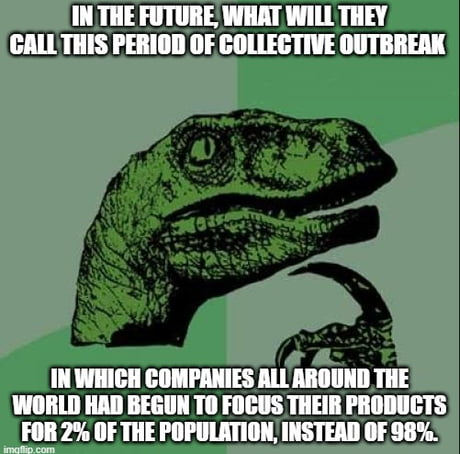 IN THE FUTURE, WHAT WILL THEY
CALL THIS PERIOD OF COLLECTIVE OUTBREAK
IN WHICH COMPANIES ALL AROUND THE
WORLD HAD BEGUN TO FOCUS THEIR PRODUCTS
FOR 2% OF THE POPULATION, INSTEAD OF 98%.
imgflip.com